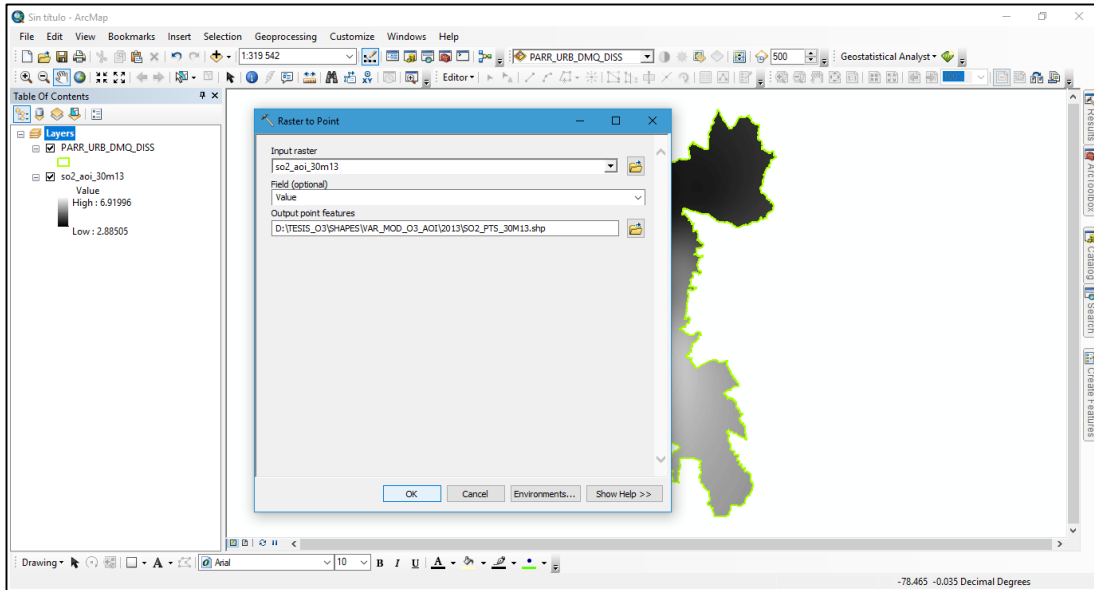 Sin título - ArcMap
File Edit View Bookmarks Insert Selection Geoprocessing Customize Windows Help
1:319 542 PARR_URB_DMQ_DISS 500 Geostatistical Analyst
Editor
Table Of Contents
Layers
PARR_URB_DMQ_DISS
so2_aoi_30m13
Value
High : 6.91996
Low : 2.88505
Raster to Point
Input raster
so2_aoi_30m13
Field (optional)
Value
Output point features
D:\TESIS_O3\SHAPES\VAR_MOD_O3_AOI\2013\SO2_PTS_30M13.shp
OK Cancel Environments... Show Help >>
Results
ArcToolbox
Catalog
Search
Create Features
Drawing A Arial 10 B I U A
-78.465 -0.035 Decimal Degrees